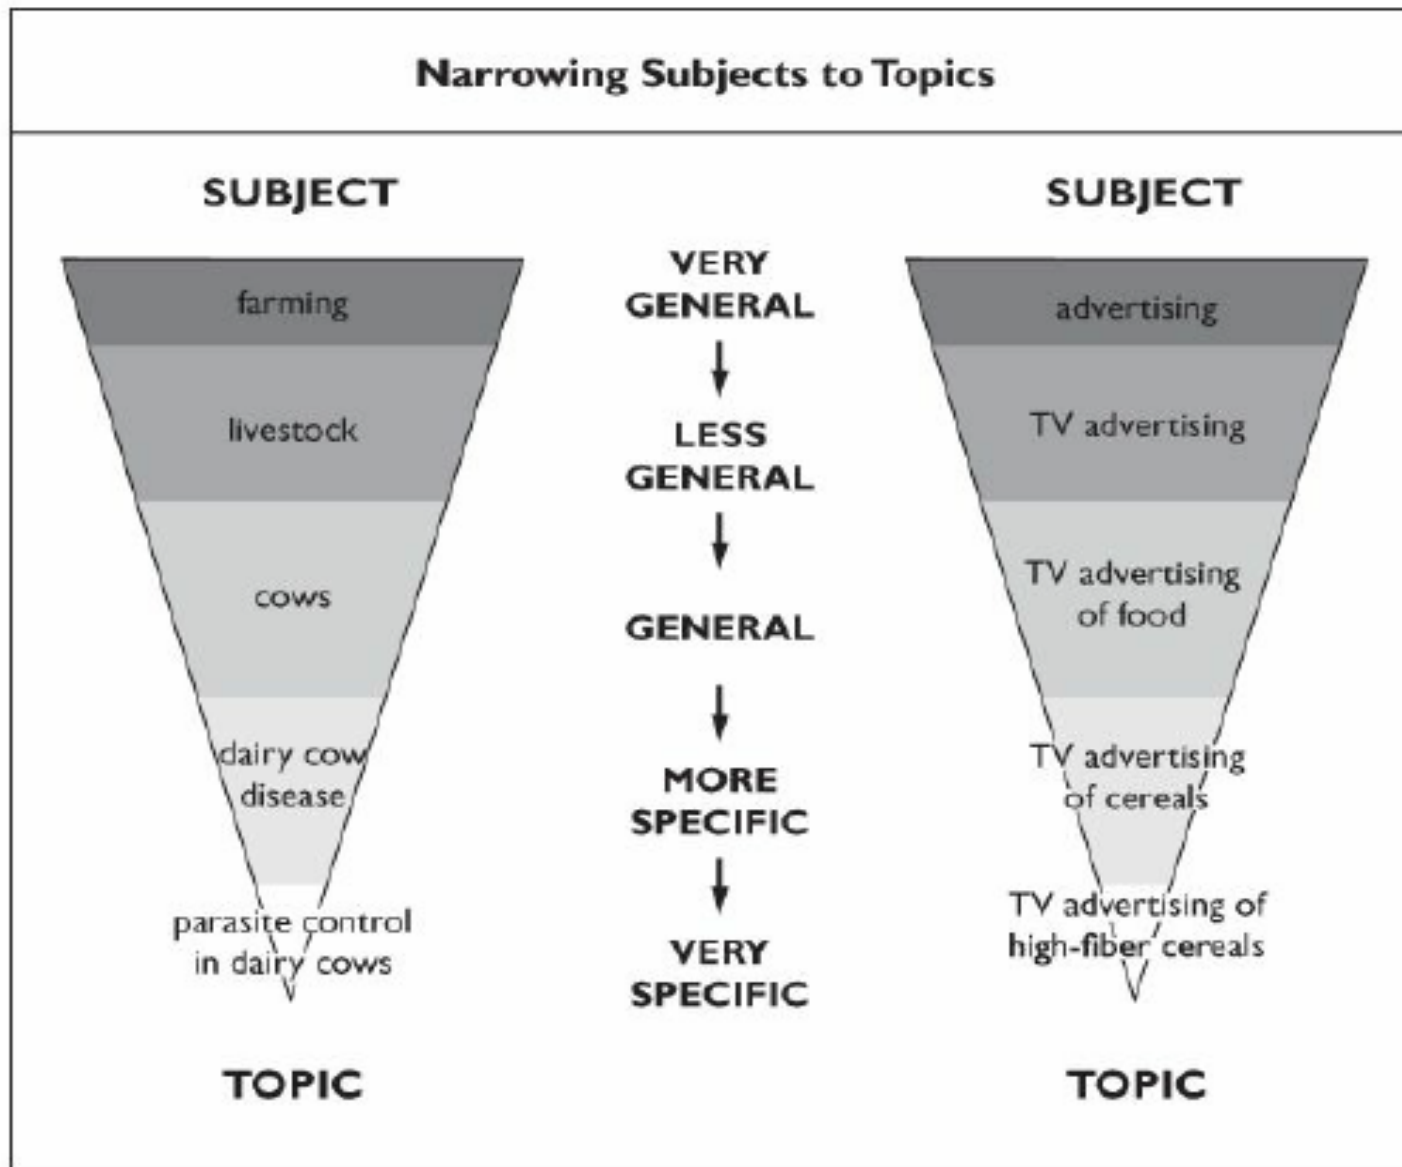 Narrowing Subjects to Topics
SUBJECT
farming
livestock
cows
dairy cow
disease
parasite control
in dairy cows
TOPIC
VERY
GENERAL
LESS
GENERAL
GENERAL
MORE
SPECIFIC
VERY
SPECIFIC
SUBJECT
advertising
TV advertising
TV advertising
of food
TV advertising
of cereals
TV advertising of
high-fiber cereals
TOPIC